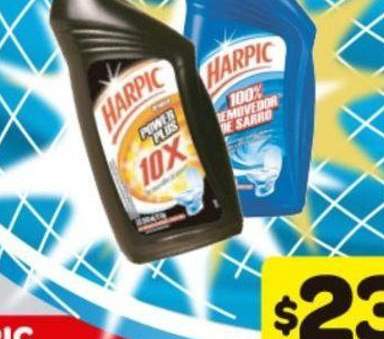 HARPIC
POWER
PLUS
10X
HARPIC
100%
REMOVEDOR
DE SARRO
$23